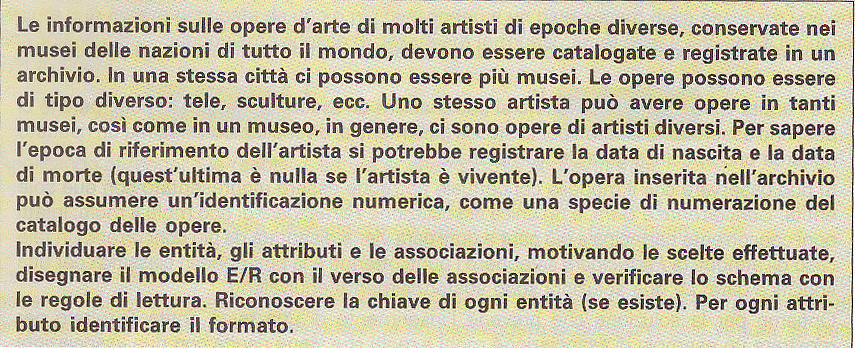 Le informazioni sulle opere d'arte di molti artisti di epoche diverse, conservate nei
musei delle nazioni di tutto il mondo, devono essere catalogate e registrate in un
archivio. In una stessa città ci possono essere più musei. Le opere possono essere
di tipo diverso: tele, sculture, ecc. Uno stesso artista può avere opere in tanti
musei, così come in un museo, in genere, ci sono opere di artisti diversi. Per sapere
l'epoca di riferimento dell'artista si potrebbe registrare la data di nascita e la data
di morte (quest'ultima è nulla se l'artista è vivente). L'opera inserita nell'archivio
può assumere un'identificazione numerica, come una specie di numerazione del
catalogo delle opere.
Individuare le entità, gli attributi e le associazioni, motivando le scelte effettuate,
disegnare il modello E/R con il verso delle associazioni e verificare lo schema con
le regole di lettura. Riconoscere la chiave di ogni entità (se esiste). Per ogni attri-
buto identificare il formato.